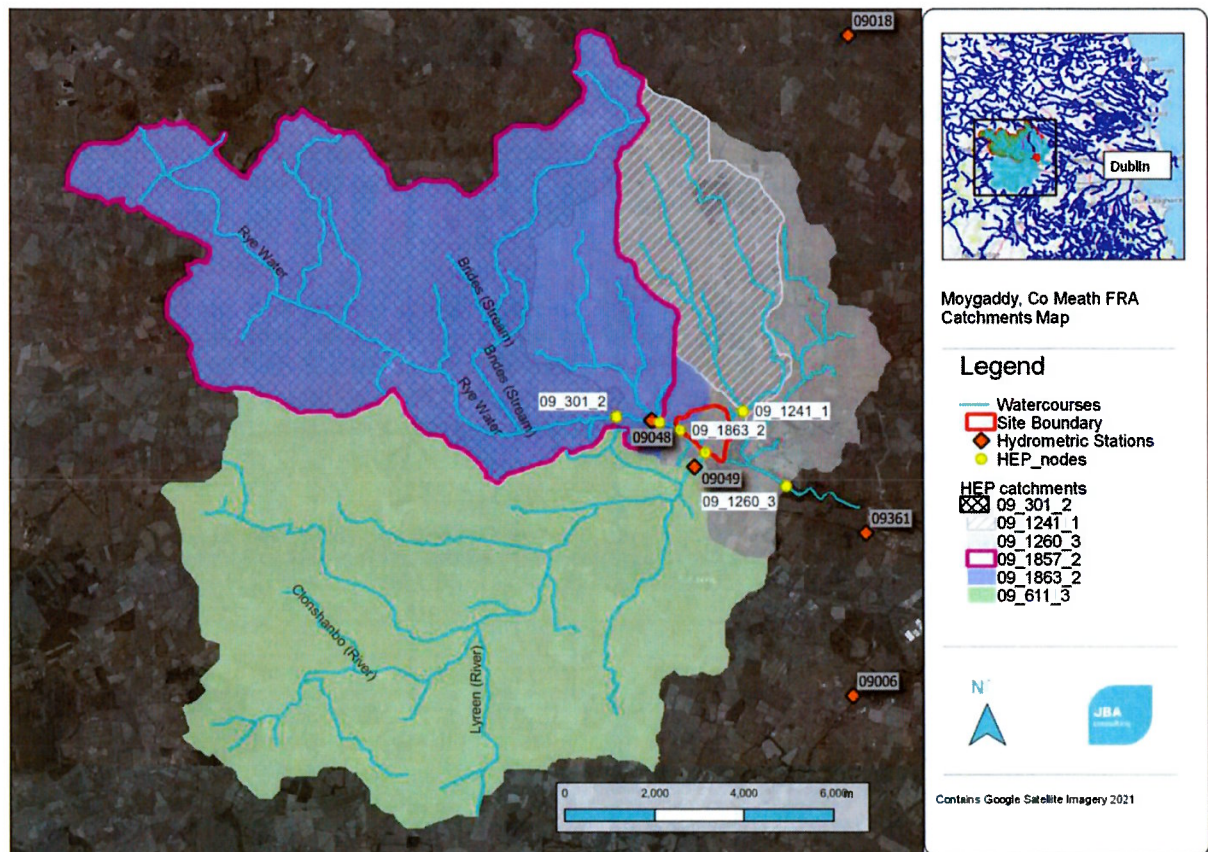 09018
Rye Water
Brides (Stream)
Brides (Stream)
Rye Water
09_301_2
09_1241_1
09_1863_2
09048
09049
09_1260_3
09361
Clonshanbo (River)
Lyreen (River)
09006
0 2,000 4,000 6,000
m
Dublin
Moygaddy, Co Meath FRA
Catchments Map
Legend
Watercourses
Site Boundary
Hydrometric Stations
HEP_nodes
HEP catchments
09_301_2
09_1241_1
09_1260_3
09_1857_2
09_1863_2
09_611_3
N
JBA
consulting
Contains Google Satellite Imagery 2021